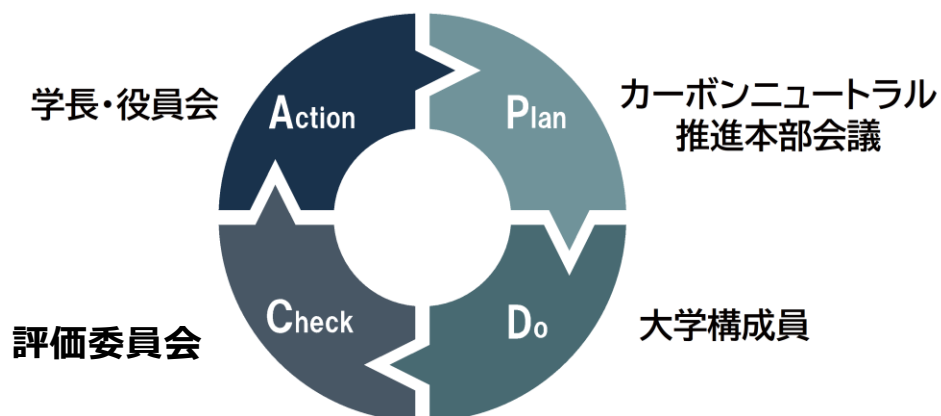 学長・役員会
Action
Plan
カーボンニュートラル
推進本部会議
評価委員会
Check
Do
大学構成員